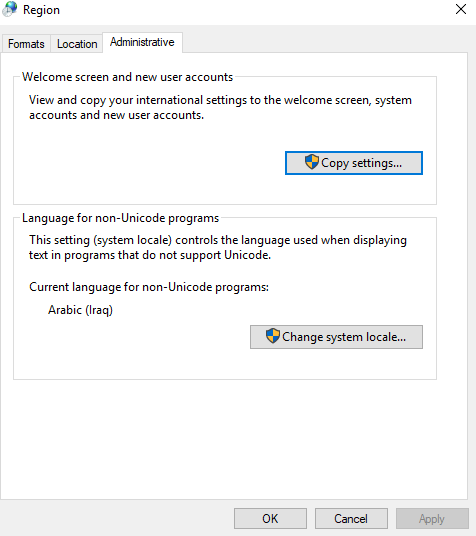 Region
Formats
Location
Administrative
Welcome screen and new user accounts
View and copy your international settings to the welcome screen, system
accounts and new user accounts.
Copy settings...
Language for non-Unicode programs
This setting (system locale) controls the language used when displaying
text in programs that do not support Unicode.
Current language for non-Unicode programs:
Arabic (Iraq)
Change system locale...
OK
Cancel
Apply